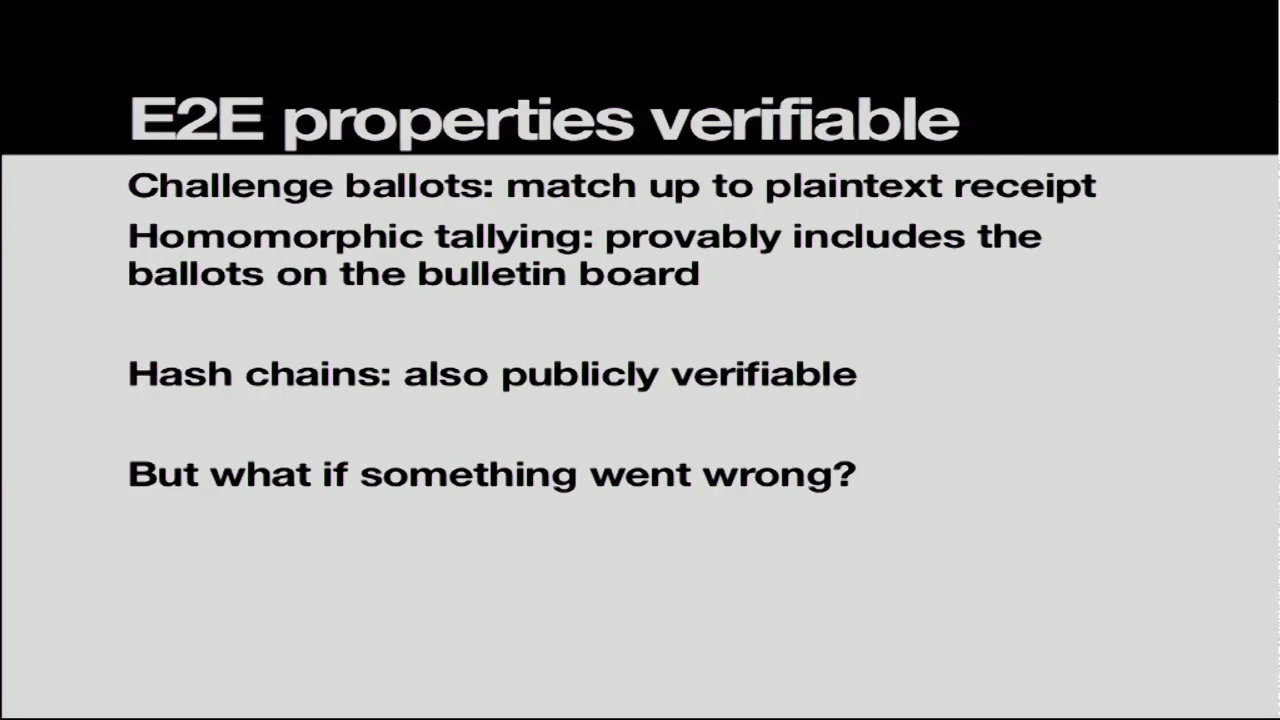 E2E properties verifiable
Challenge ballots: match up to plaintext receipt
Homomorphic tallying: provably includes the
ballots on the bulletin board
Hash chains: also publicly verifiable
But what if something went wrong?